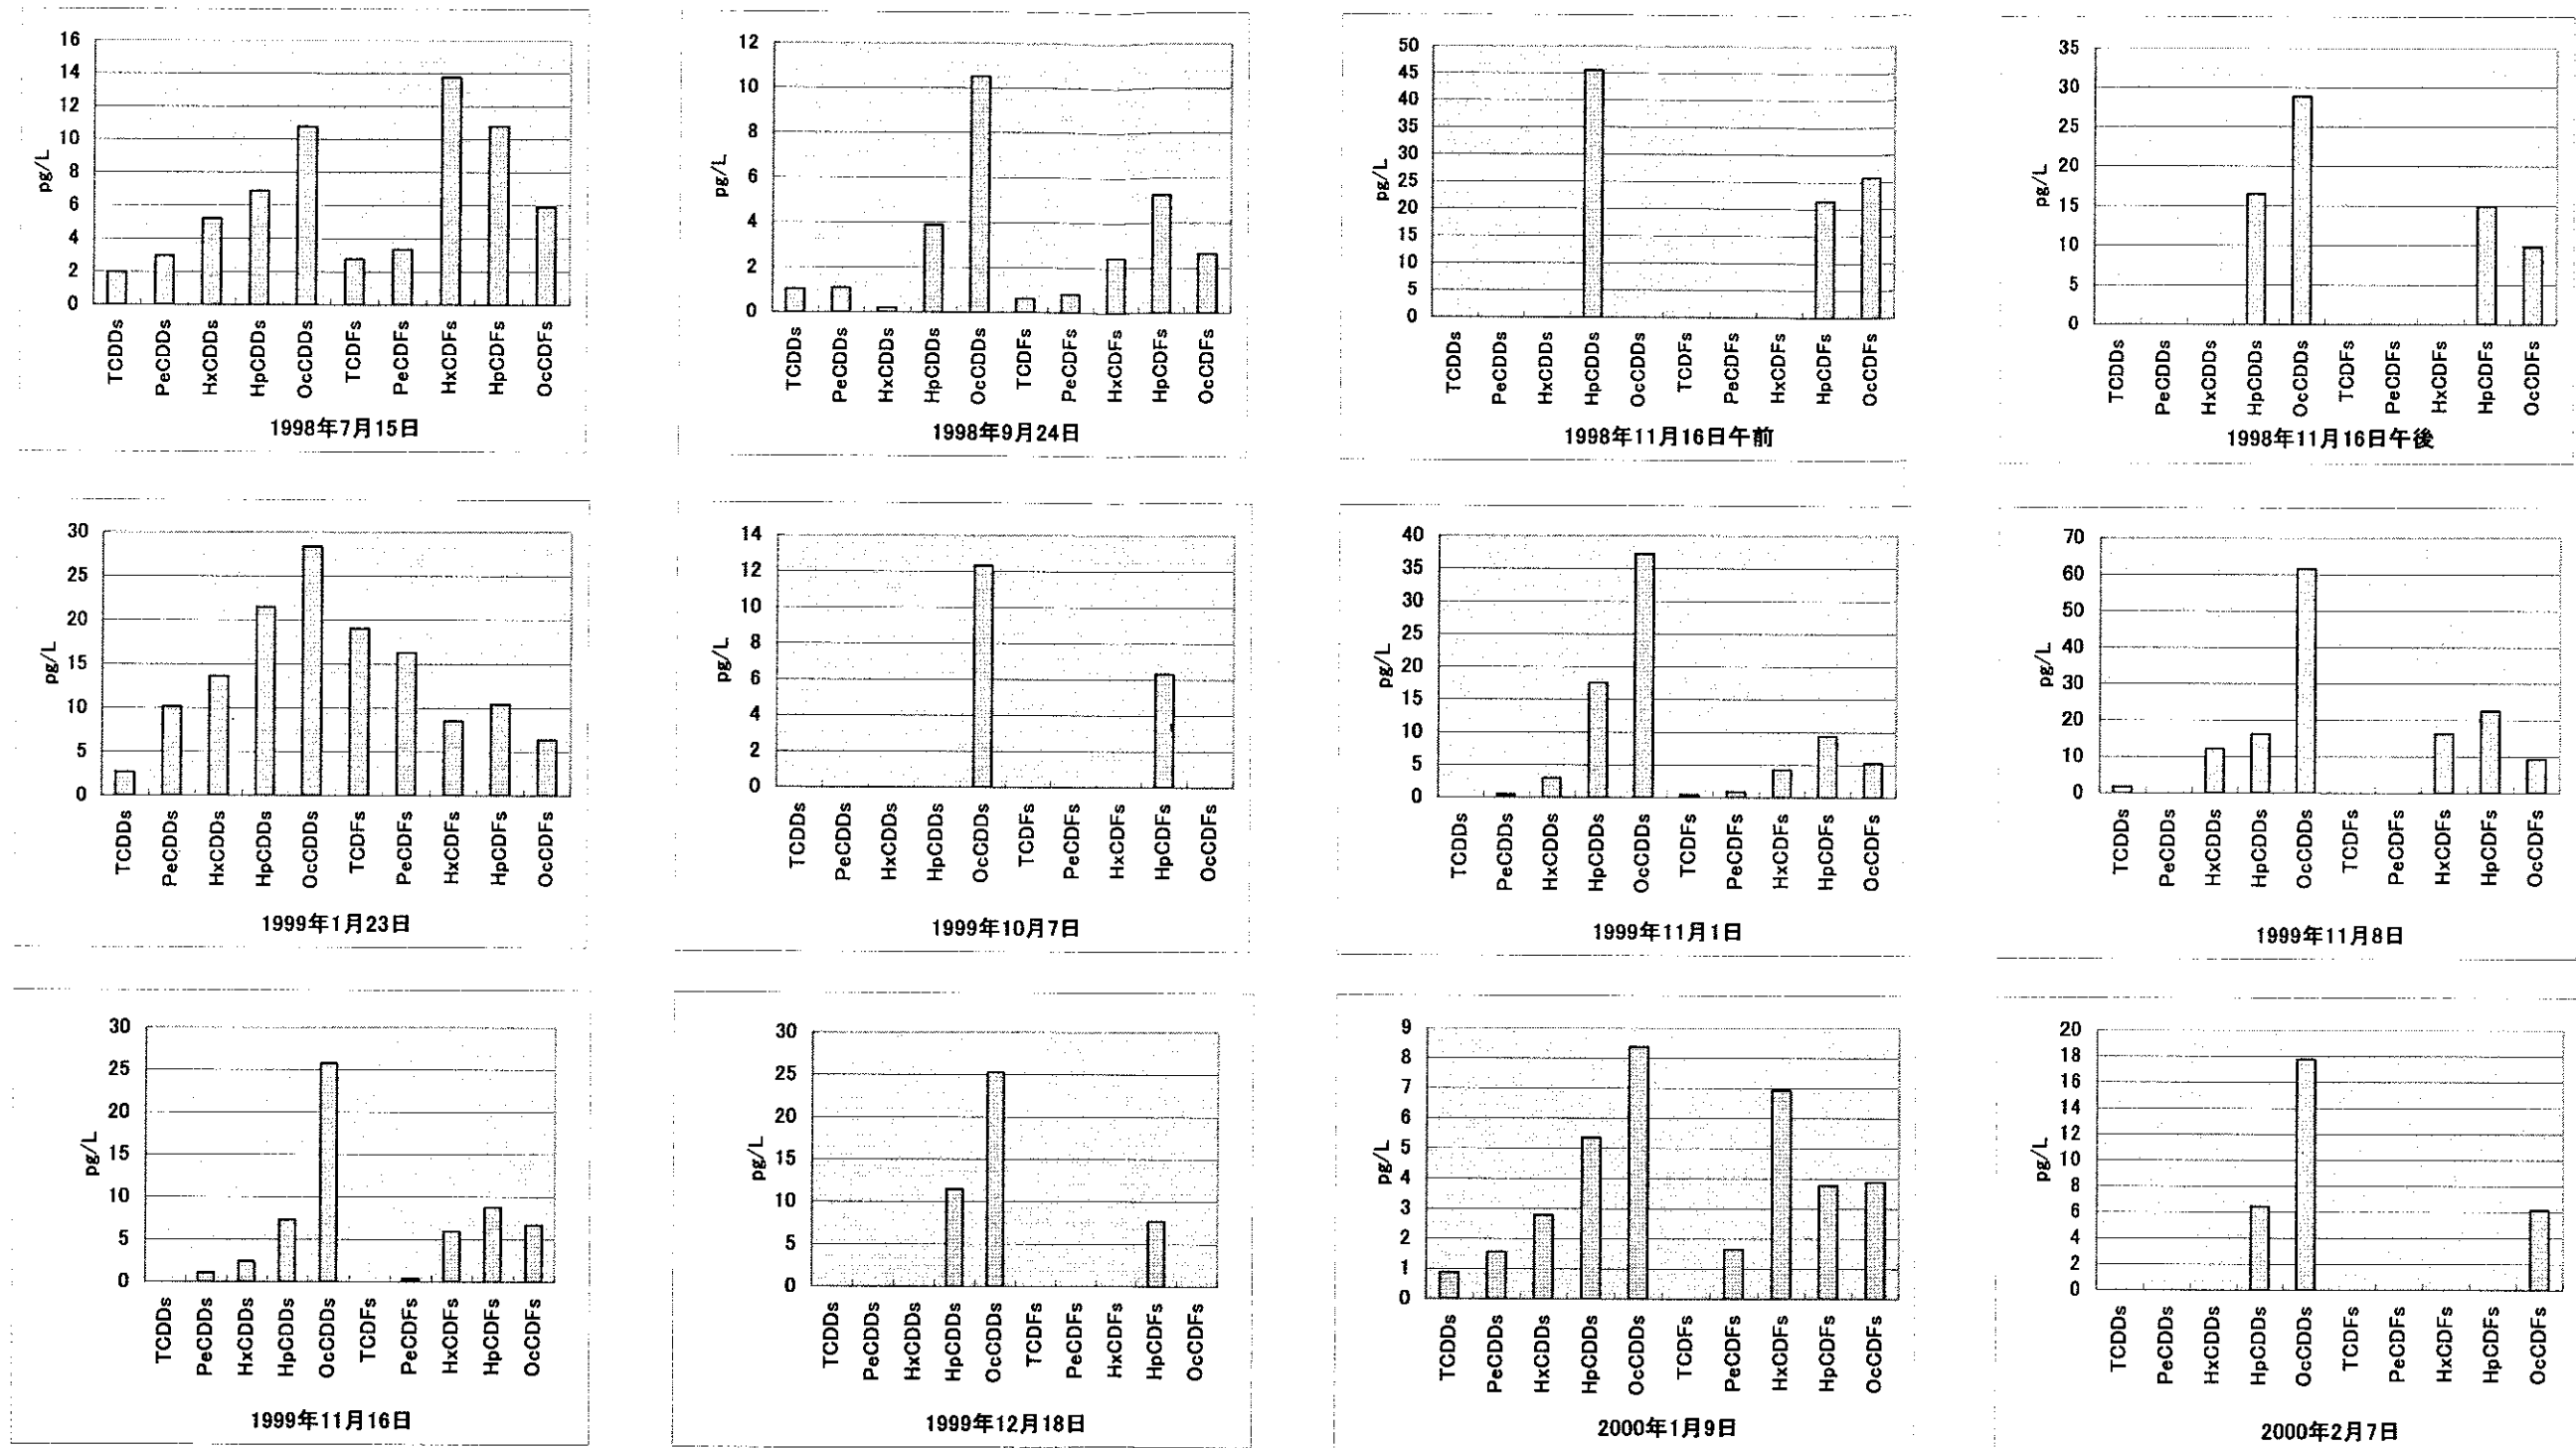 16
14
12
10
8
6
4
2
0
pg/L
TCDDs
PeCDDs
HxCDDs
HpCDDs
OcCDDs
TCDFs
PeCDFs
HxCDFs
HpCDFs
OcCDFs
1998年7月15日
12
10
8
6
4
2
0
pg/L
TCDDs
PeCDDs
HxCDDs
HpCDDs
OcCDDs
TCDFs
PeCDFs
HxCDFs
HpCDFs
OcCDFs
1998年9月24日
50
45
40
35
30
25
20
15
10
5
0
pg/L
TCDDs
PeCDDs
HxCDDs
HpCDDs
OcCDDs
TCDFs
PeCDFs
HxCDFs
HpCDFs
OcCDFs
1998年11月16日午前
35
30
25
20
15
10
5
0
pg/L
TCDDs
PeCDDs
HxCDDs
HpCDDs
OcCDDs
TCDFs
PeCDFs
HxCDFs
HpCDFs
OcCDFs
1998年11月16日午後
30
25
20
15
10
5
0
pg/L
TCDDs
PeCDDs
HxCDDs
HpCDDs
OcCDDs
TCDFs
PeCDFs
HxCDFs
HpCDFs
OcCDFs
1999年1月23日
14
12
10
8
6
4
2
0
pg/L
TCDDs
PeCDDs
HxCDDs
HpCDDs
OcCDDs
TCDFs
PeCDFs
HxCDFs
HpCDFs
OcCDFs
1999年10月7日
40
35
30
25
20
15
10
5
0
pg/L
TCDDs
PeCDDs
HxCDDs
HpCDDs
OcCDDs
TCDFs
PeCDFs
HxCDFs
HpCDFs
OcCDFs
1999年11月1日
70
60
50
40
30
20
10
0
pg/L
TCDDs
PeCDDs
HxCDDs
HpCDDs
OcCDDs
TCDFs
PeCDFs
HxCDFs
HpCDFs
OcCDFs
1999年11月8日
30
25
20
15
10
5
0
pg/L
TCDDs
PeCDDs
HxCDDs
HpCDDs
OcCDDs
TCDFs
PeCDFs
HxCDFs
HpCDFs
OcCDFs
1999年11月16日
30
25
20
15
10
5
0
pg/L
TCDDs
PeCDDs
HxCDDs
HpCDDs
OcCDDs
TCDFs
PeCDFs
HxCDFs
HpCDFs
OcCDFs
1999年12月18日
9
8
7
6
5
4
3
2
1
0
pg/L
TCDDs
PeCDDs
HxCDDs
HpCDDs
OcCDDs
TCDFs
PeCDFs
HxCDFs
HpCDFs
OcCDFs
2000年1月9日
20
18
16
14
12
10
8
6
4
2
0
pg/L
TCDDs
PeCDDs
HxCDDs
HpCDDs
OcCDDs
TCDFs
PeCDFs
HxCDFs
HpCDFs
OcCDFs
2000年2月7日